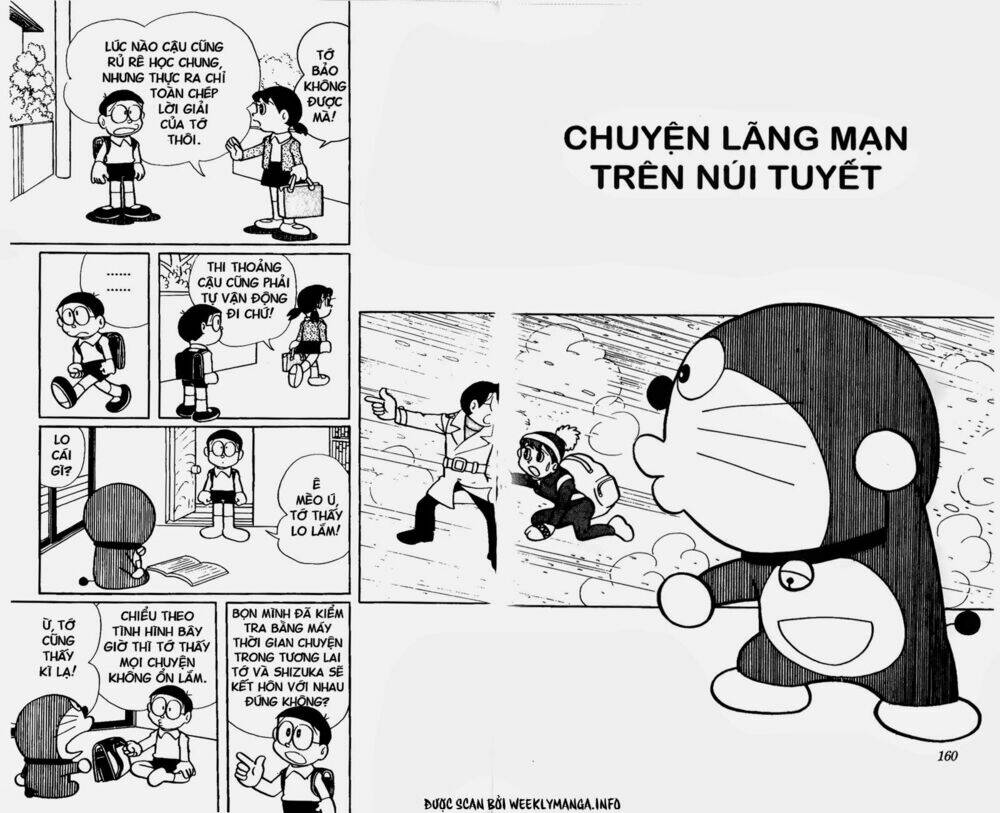 CHUYỆN LÃNG MẠN
TRÊN NÚI TUYẾT
160
TỚ
BẢO
KHÔNG
ĐƯỢC
MÀ!
LÚC NÀO CẬU CŨNG
RỦ RÊ HỌC CHUNG,
NHƯNG THỰC RA CHỈ
TOÀN CHÉP
LỜI GIẢI
CỦA TỚ
THÔI.
THI THOẢNG
CẬU CŨNG PHẢI
TỰ VẬN ĐỘNG
ĐI CHỨ!
......
......
Ê
MÈO Ú,
TỚ THẤY
LO LẮM!
LO
CÁI
GÌ?
BỌN MÌNH ĐÃ KIỂM
TRA BẰNG MÁY
THỜI GIAN CHUYỆN
TRONG TƯƠNG LAI
TỚ VÀ SHIZUKA SẼ
KẾT HÔN VỚI NHAU
ĐÚNG KHÔNG?
CHIỂU THEO
TÌNH HÌNH BÂY
GIỜ THÌ TỚ THẤY
MỌI CHUYỆN
KHÔNG ỔN LẮM.
Ừ, TỚ
CŨNG
THẤY
KÌ LẠ!
ĐƯỢC SCAN BỞI WEEKLYMANGA.INFO